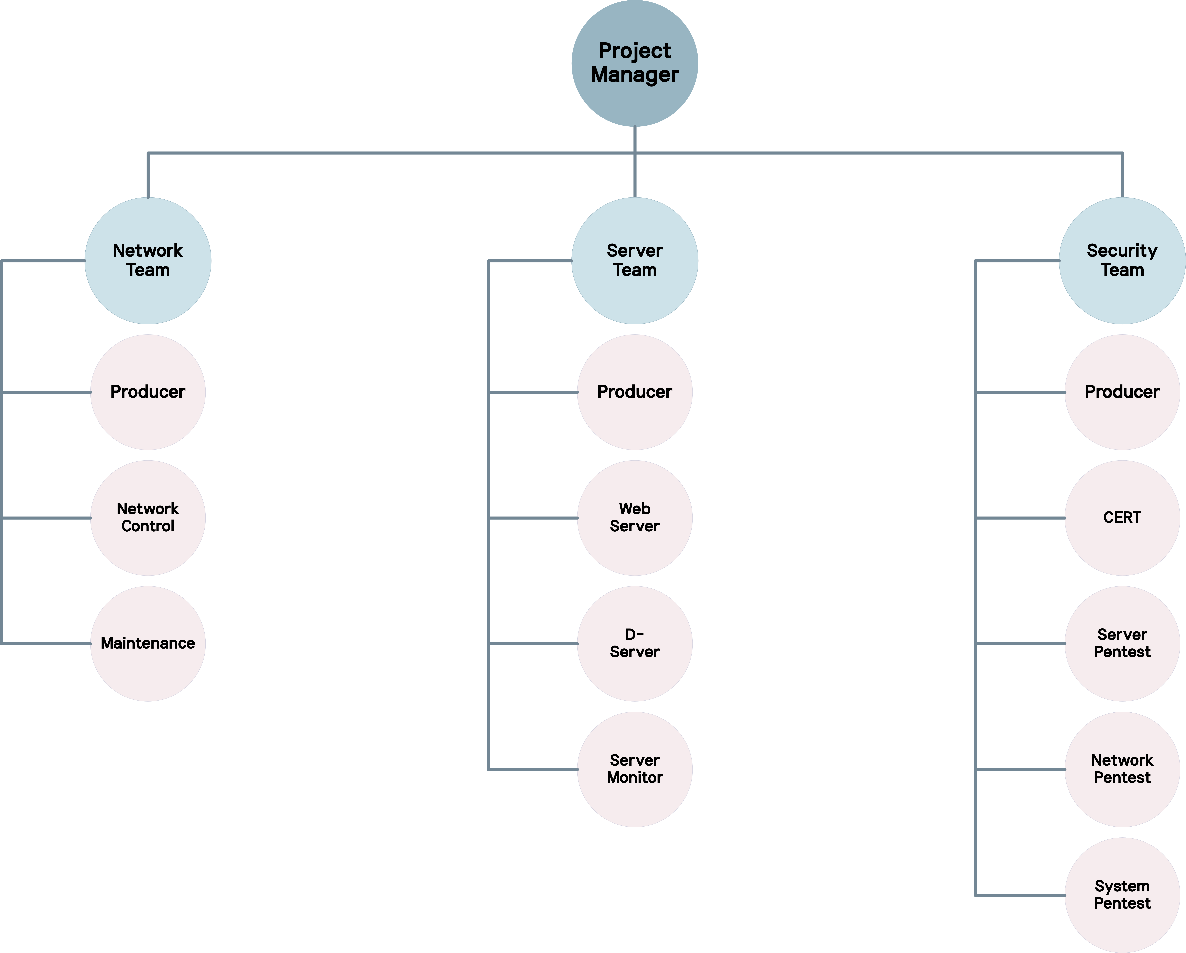 Project
Manager
Network
Team
Server
Team
Security
Team
Producer
Producer
Producer
Network
Control
Web
Server
CERT
Maintenance
D-
Server
Server
Pentest
Server
Monitor
Network
Pentest
System
Pentest